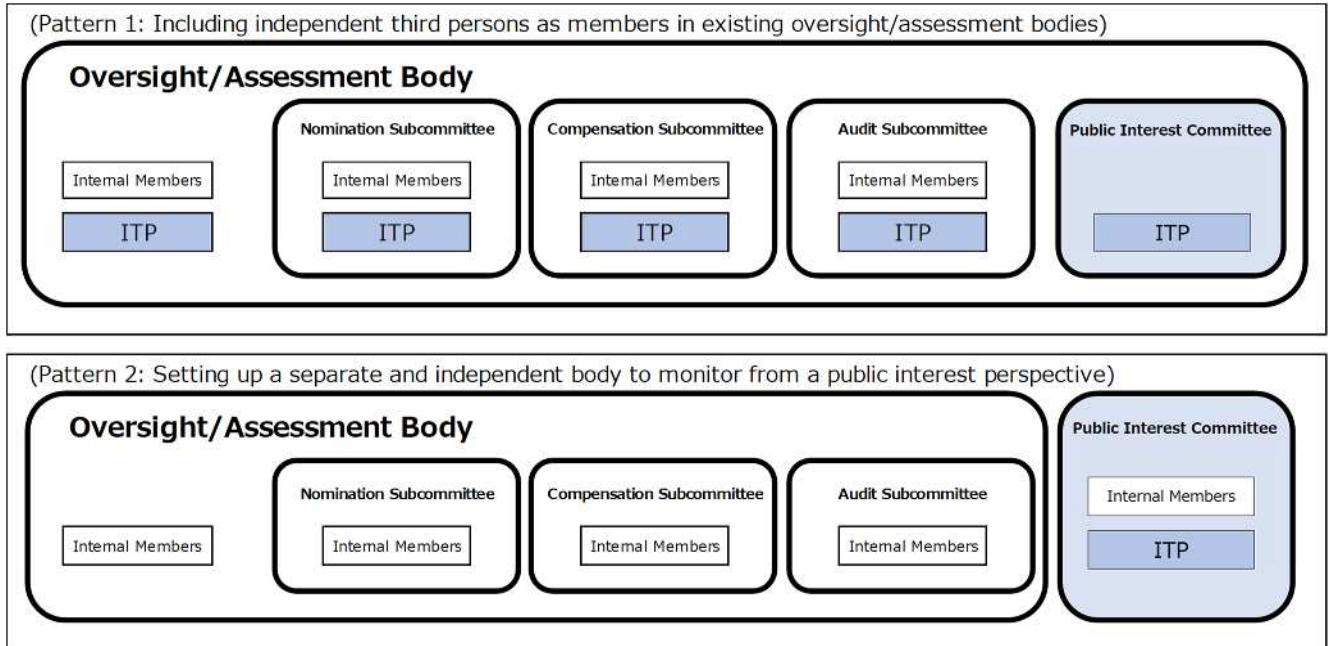 (Pattern 1: Including independent third persons as members in existing oversight/assessment bodies)
Oversight/Assessment Body
Nomination Subcommittee
Compensation Subcommittee
Audit Subcommittee
Public Interest Committee
Internal Members
Internal Members
Internal Members
Internal Members
ITP
ITP
ITP
ITP
ITP
(Pattern 2: Setting up a separate and independent body to monitor from a public interest perspective)
Oversight/Assessment Body
Public Interest Committee
Nomination Subcommittee
Compensation Subcommittee
Audit Subcommittee
Internal Members
Internal Members
Internal Members
Internal Members
Internal Members
ITP